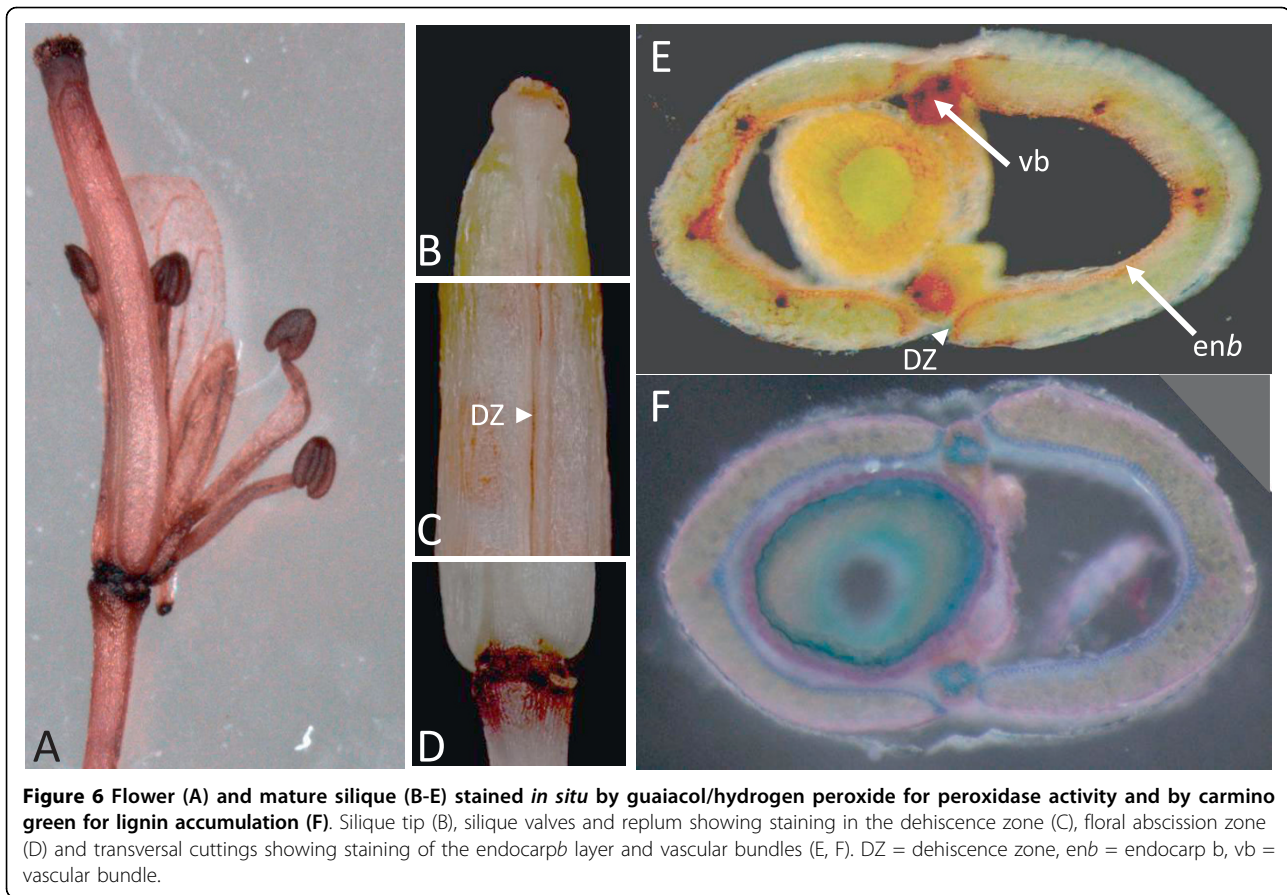 A
B
C
DZ
D
E
vb
enb
DZ
F
Figure 6 Flower (A) and mature silique (B-E) stained in situ by guaiacol/hydrogen peroxide for peroxidase activity and by carmino
green for lignin accumulation (F). Silique tip (B), silique valves and replum showing staining in the dehiscence zone (C), floral abscission zone
(D) and transversal cuttings showing staining of the endocarpb layer and vascular bundles (E, F). DZ = dehiscence zone, enb = endocarp b, vb =
vascular bundle.